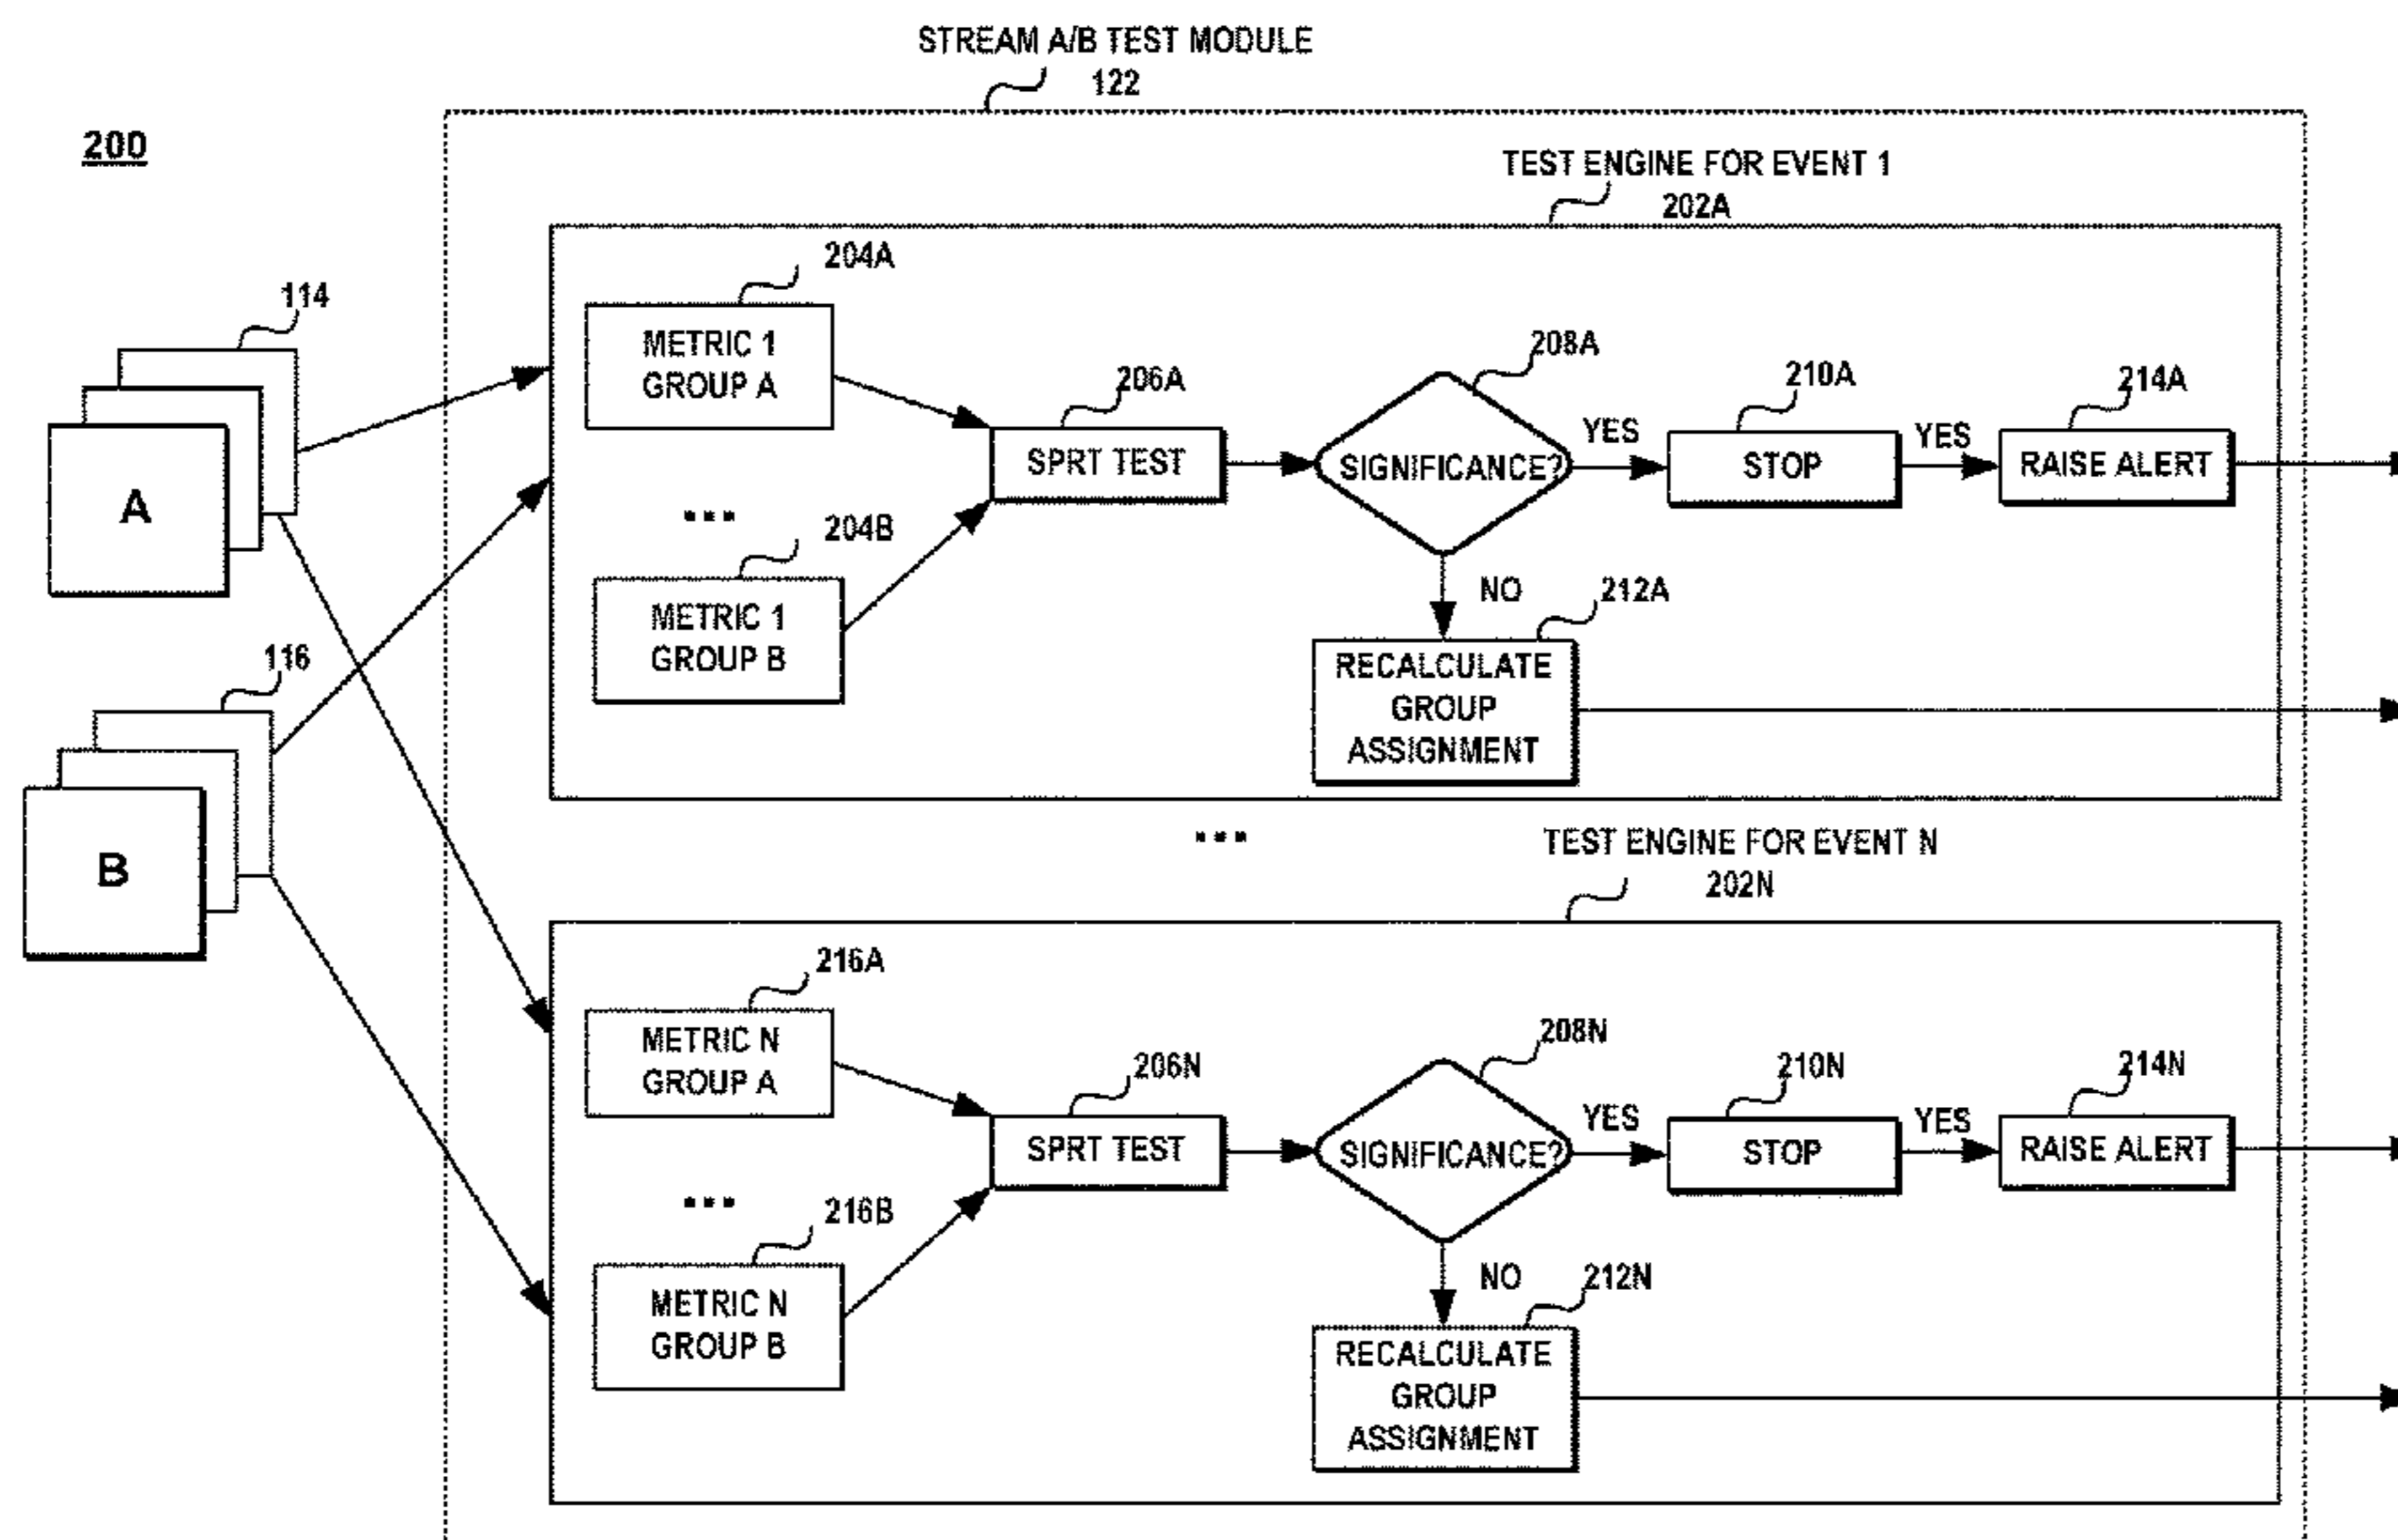 STREAM A/B TEST MODULE
122
200
TEST ENGINE FOR EVENT 1
202A
114
A
116
B
204A
METRIC 1
GROUP A
...
204B
METRIC 1
GROUP B
206A
SPRT TEST
208A
SIGNIFICANCE?
YES
210A
STOP
YES
214A
RAISE ALERT
NO
212A
RECALCULATE
GROUP
ASSIGNMENT
...
TEST ENGINE FOR EVENT N
202N
216A
METRIC N
GROUP A
...
216B
METRIC N
GROUP B
206N
SPRT TEST
208N
SIGNIFICANCE?
YES
210N
STOP
YES
214N
RAISE ALERT
NO
212N
RECALCULATE
GROUP
ASSIGNMENT